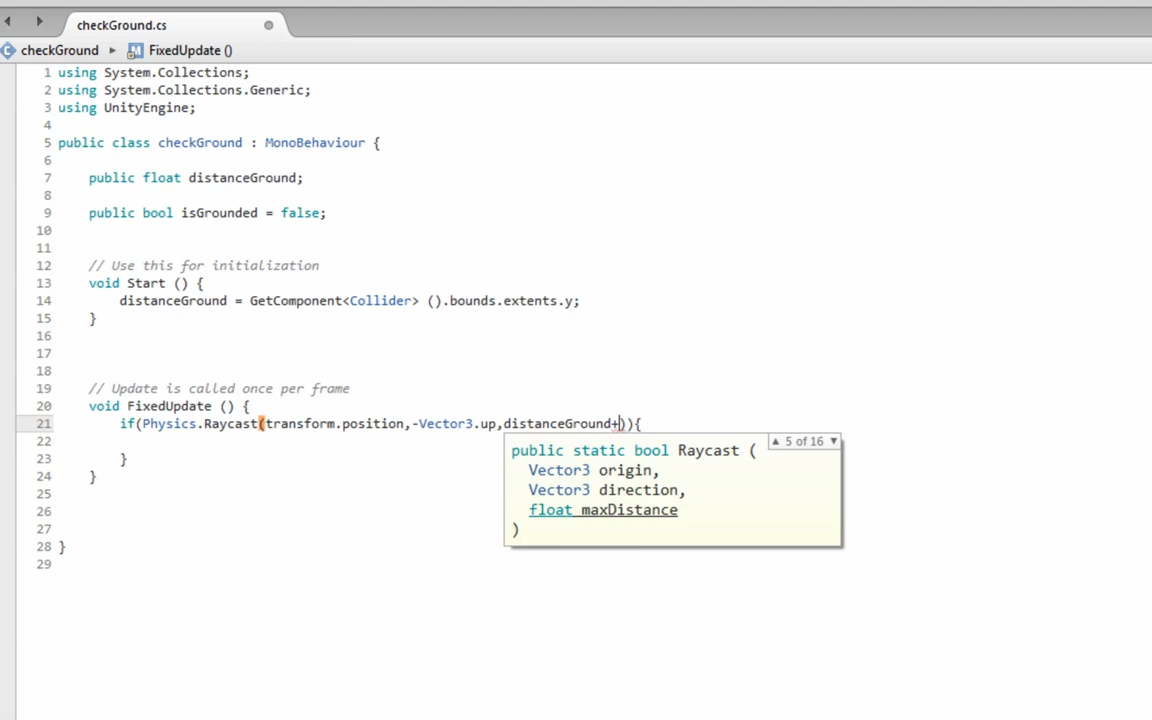 checkGround.cs
checkGround ▸ M FixedUpdate ()
1 using System.Collections;
2 using System.Collections.Generic;
3 using UnityEngine;
4
5 public class checkGround : MonoBehaviour {
6
7 public float distanceGround;
8
9 public bool isGrounded = false;
10
11
12 // Use this for initialization
13 void Start () {
14 distanceGround = GetComponent<Collider> ().bounds.extents.y;
15 }
16
17
18
19 // Update is called once per frame
20 void FixedUpdate () {
21 if(Physics.Raycast(transform.position,-Vector3.up,distanceGround+)){
22
23 }
24 }
25
26
27
28 }
29
▲ 5 of 16 ▼
public static bool Raycast (
Vector3 origin,
Vector3 direction,
float maxDistance
)